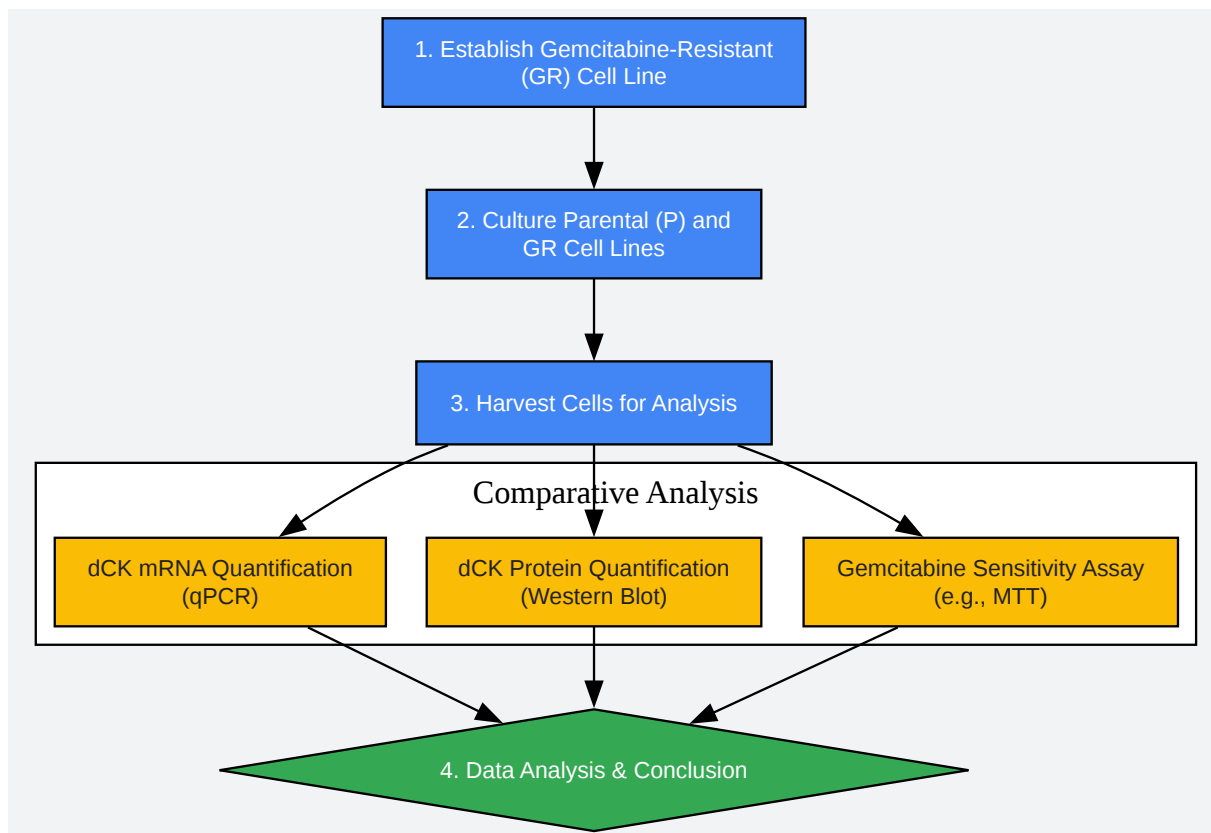 1. Establish Gemcitabine-Resistant
(GR) Cell Line
2. Culture Parental (P) and
GR Cell Lines
3. Harvest Cells for Analysis
Comparative Analysis
dCK mRNA Quantification
(qPCR)
dCK Protein Quantification
(Western Blot)
Gemcitabine Sensitivity Assay
(e.g., MTT)
4. Data Analysis & Conclusion